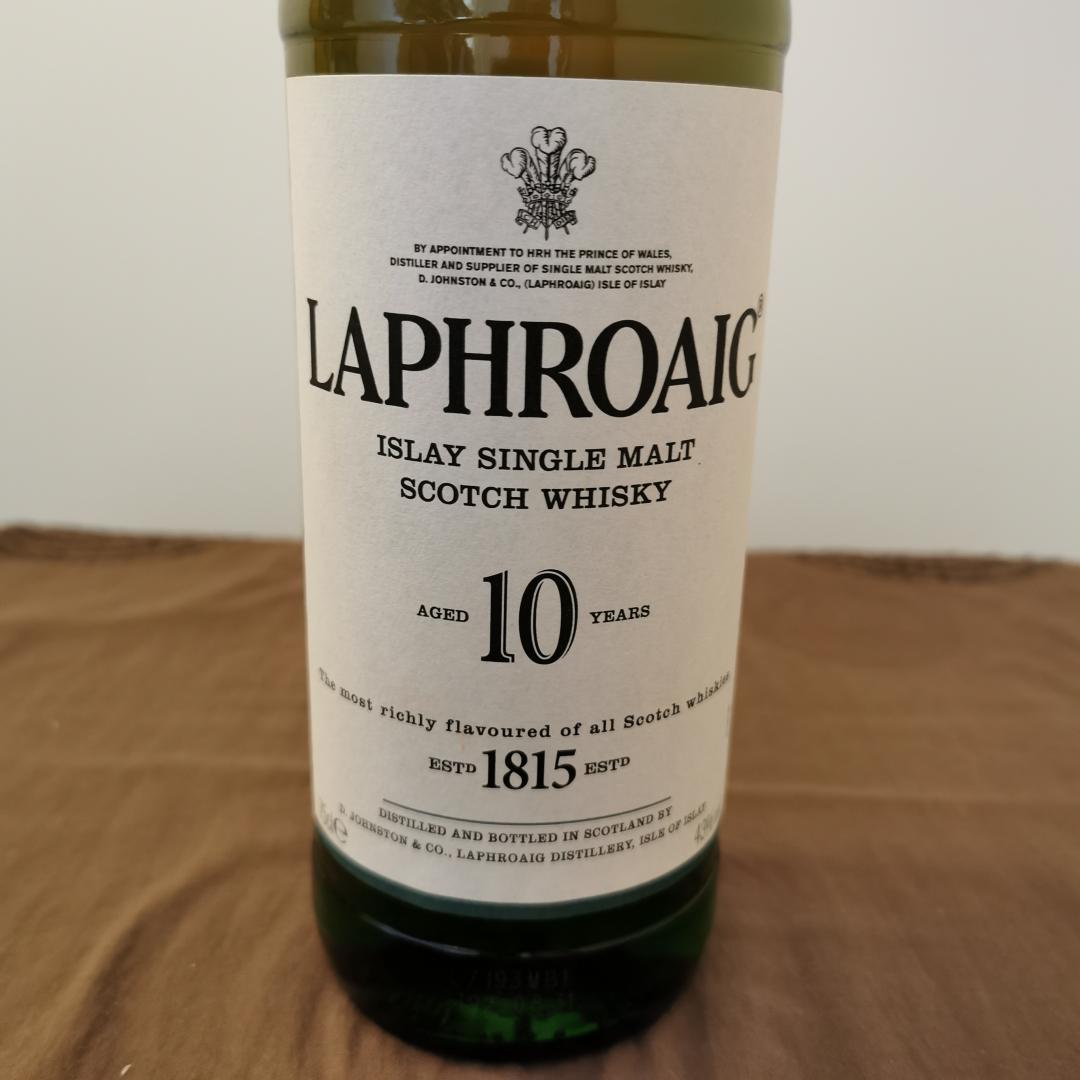 BY APPOINTMENT TO HRH THE PRINCE OF WALES,
DISTILLER AND SUPPLIER OF SINGLE MALT SCOTCH WHISKY,
D. JOHNSTON & CO., (LAPHROAIG) ISLE OF ISLAY
LAPHROAIG®
ISLAY SINGLE MALT
SCOTCH WHISKY
AGED 10 YEARS
The most richly flavoured of all Scotch whiskies
ESTD 1815 ESTD
DISTILLED AND BOTTLED IN SCOTLAND BY
D. JOHNSTON & CO., LAPHROAIG DISTILLERY, ISLE OF ISLAY